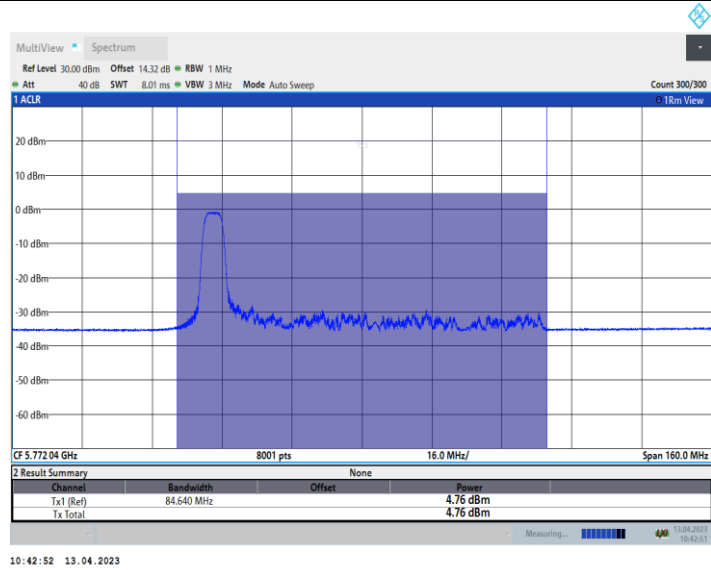 MultiView Spectrum
Ref Level 30.00 dBm Offset 14.32 dB RBW 1 MHz
Att 40 dB SWT 8.01 ms VBW 3 MHz Mode Auto Sweep Count 300/300
1 ACLR 1Rm View
20 dBm
10 dBm
0 dBm
-10 dBm
-20 dBm
-30 dBm
-40 dBm
-50 dBm
-60 dBm
CF 5.772 04 GHz 8001 pts 16.0 MHz/ Span 160.0 MHz
2 Result Summary None
Channel Bandwidth Offset Power
Tx1 (Ref) 84.640 MHz 4.76 dBm
Tx Total 4.76 dBm
Measuring... 13.04.2023
10:42:51
10:42:52 13.04.2023